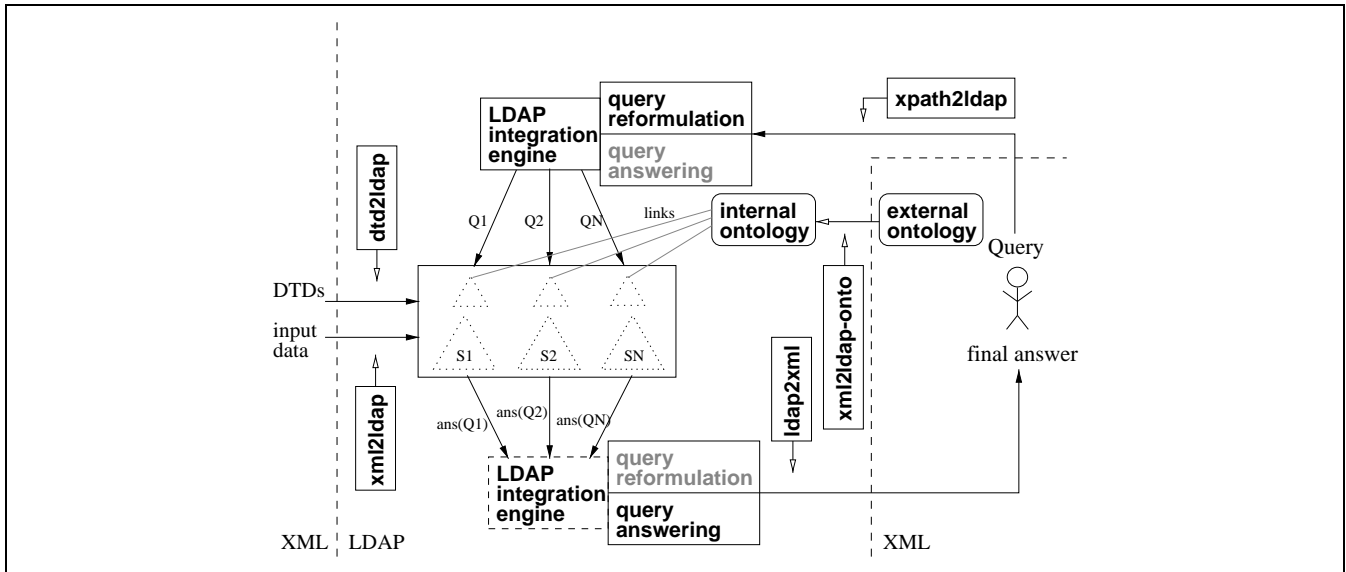 xpath2ldap
query
reformulation
LDAP
integration
engine
query
answering
dtd2ldap
Q1
Q2
QN
links
internal
ontology
external
ontology
Query
DTDs
input
data
S1
S2
SN
xml2ldap-onto
ldap2xml
final answer
xml2ldap
ans(Q1)
ans(Q2)
ans(QN)
LDAP
integration
engine
query
reformulation
query
answering
XML
LDAP
XML